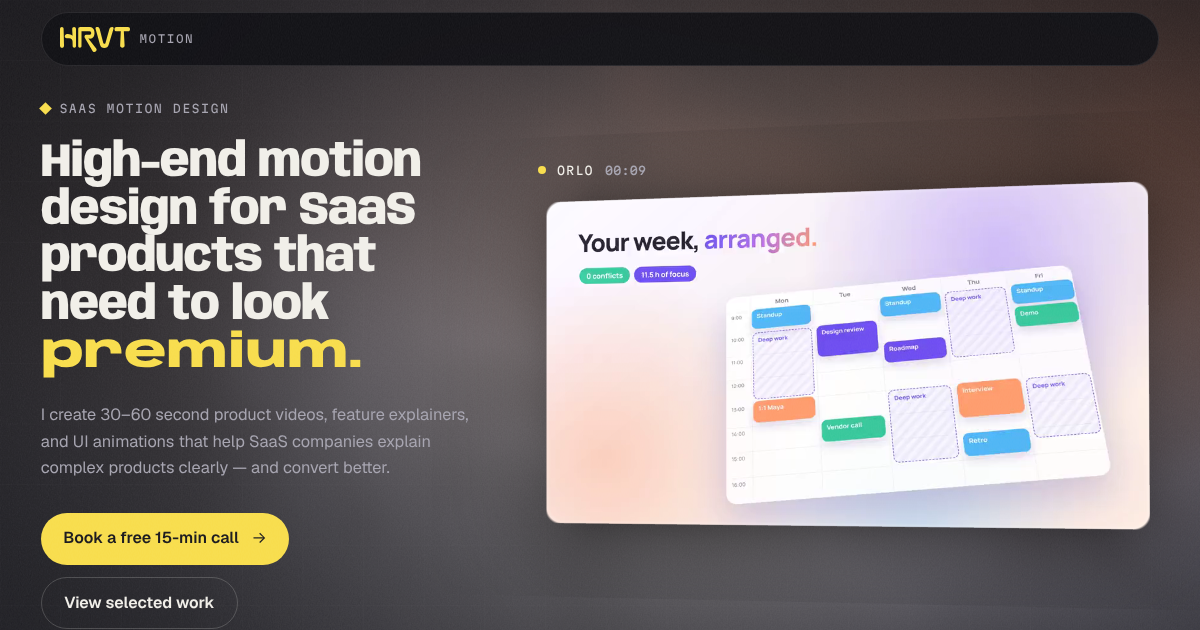 HRVT MOTION
SAAS MOTION DESIGN
High-end motion
design for SaaS
products that
need to look
premium.
I create 30–60 second product videos, feature explainers,
and UI animations that help SaaS companies explain
complex products clearly — and convert better.
Book a free 15-min call →
View selected work
ORLO 00:09
Your week, arranged.
0 conflicts 11.5 h of focus
Mon Tue Wed Thu Fri
9:00
10:00
11:00
12:00
13:00
14:00
15:00
16:00
Standup
Deep work
1:1 Maya
Design review
Vendor call
Standup
Roadmap
Deep work
Deep work
Interview
Retro
Standup
Demo
Deep work